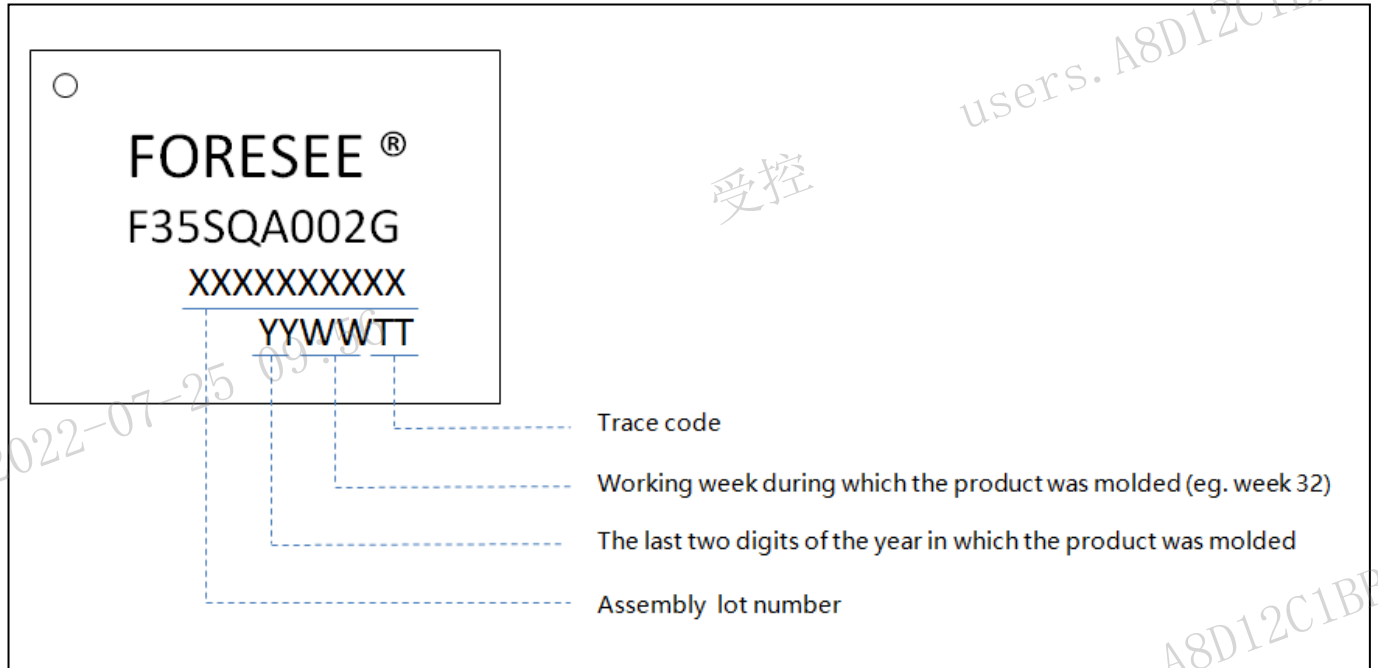 users.A8D12C1B
FORESEE ®
受控
F35SQA002G
XXXXXXXXXX
YYWWTT
2022-07-25 09:56
Trace code
Working week during which the product was molded (eg. week 32)
The last two digits of the year in which the product was molded
Assembly lot number
A8D12C1BP